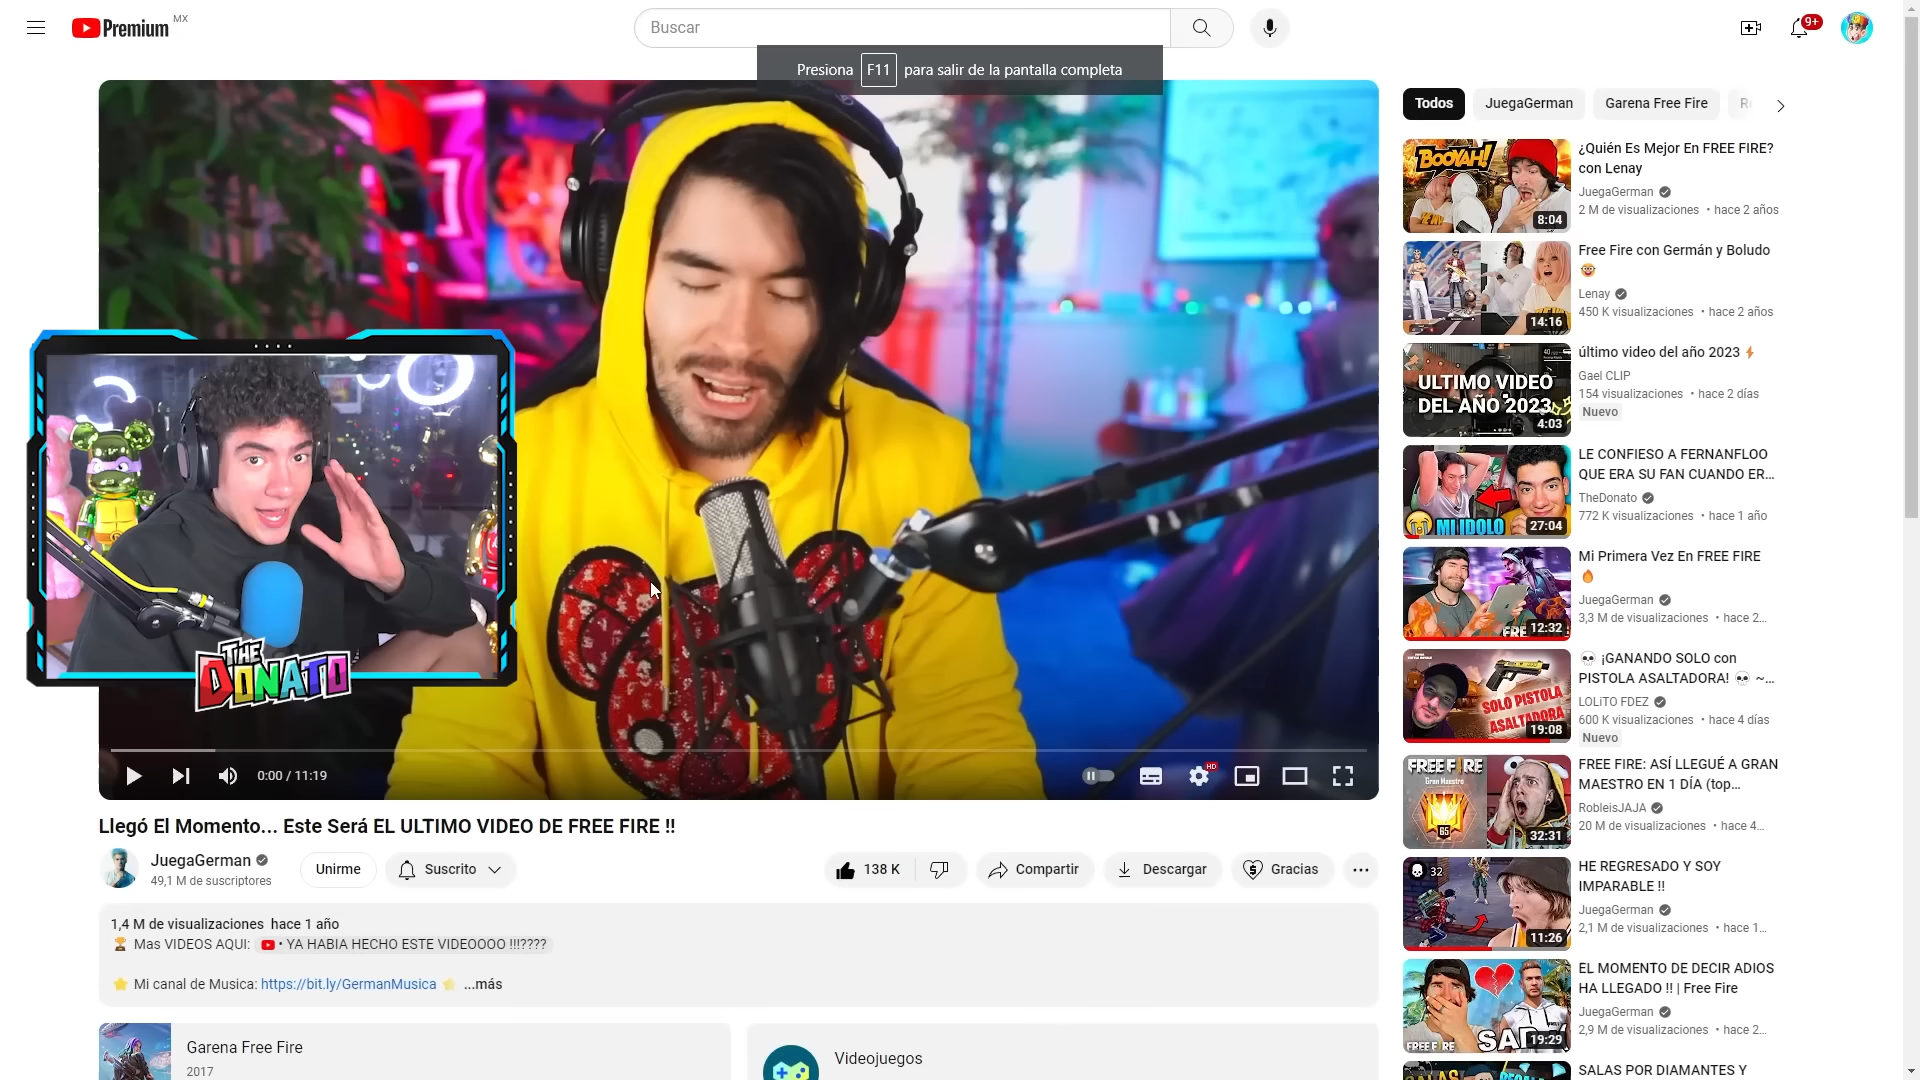 Premium MX
Buscar
9+
Presiona F11 para salir de la pantalla completa
THE
DONATO
0:00 / 11:19
HD
Llegó El Momento... Este Será EL ULTIMO VIDEO DE FREE FIRE !!
JuegaGerman
49,1 M de suscriptores
Unirme
Suscrito
138 K
Compartir
Descargar
Gracias
1,4 M de visualizaciones hace 1 año
🏆 Mas VIDEOS AQUI: • YA HABIA HECHO ESTE VIDEOOOO !!!????
⭐ Mi canal de Musica: https://bit.ly/GermanMusica ⭐ ...más
Garena Free Fire
2017
Videojuegos
Todos
JuegaGerman
Garena Free Fire
BOOYAH!
8:04
¿Quién Es Mejor En FREE FIRE?
con Lenay
JuegaGerman
2 M de visualizaciones • hace 2 años
14:16
Free Fire con Germán y Boludo
🤓
Lenay
450 K visualizaciones • hace 2 años
ULTIMO VIDEO
DEL AÑO 2023
4:03
último video del año 2023⚡
Gael CLIP
154 visualizaciones • hace 2 días
Nuevo
MI IDOLO
27:04
LE CONFIESO A FERNANFLOO
QUE ERA SU FAN CUANDO ER...
TheDonato
772 K visualizaciones • hace 1 año
FREE
12:32
Mi Primera Vez En FREE FIRE
🔥
JuegaGerman
3,3 M de visualizaciones • hace 2...
SOLO PISTOLA
ASALTADORA
19:08
💀 ¡GANANDO SOLO con
PISTOLA ASALTADORA! 💀 ~...
LOLiTO FDEZ
600 K visualizaciones • hace 4 días
Nuevo
FREE FIRE
Gran Maestro
65
32:31
FREE FIRE: ASÍ LLEGUÉ A GRAN
MAESTRO EN 1 DÍA (top...
RobleisJAJA
20 M de visualizaciones • hace 4...
32
11:26
HE REGRESADO Y SOY
IMPARABLE !!
JuegaGerman
2,1 M de visualizaciones • hace 1...
FREE FIRE
19:29
EL MOMENTO DE DECIR ADIOS
HA LLEGADO !! | Free Fire
JuegaGerman
2,9 M de visualizaciones • hace 2...
SALAS POR DIAMANTES Y